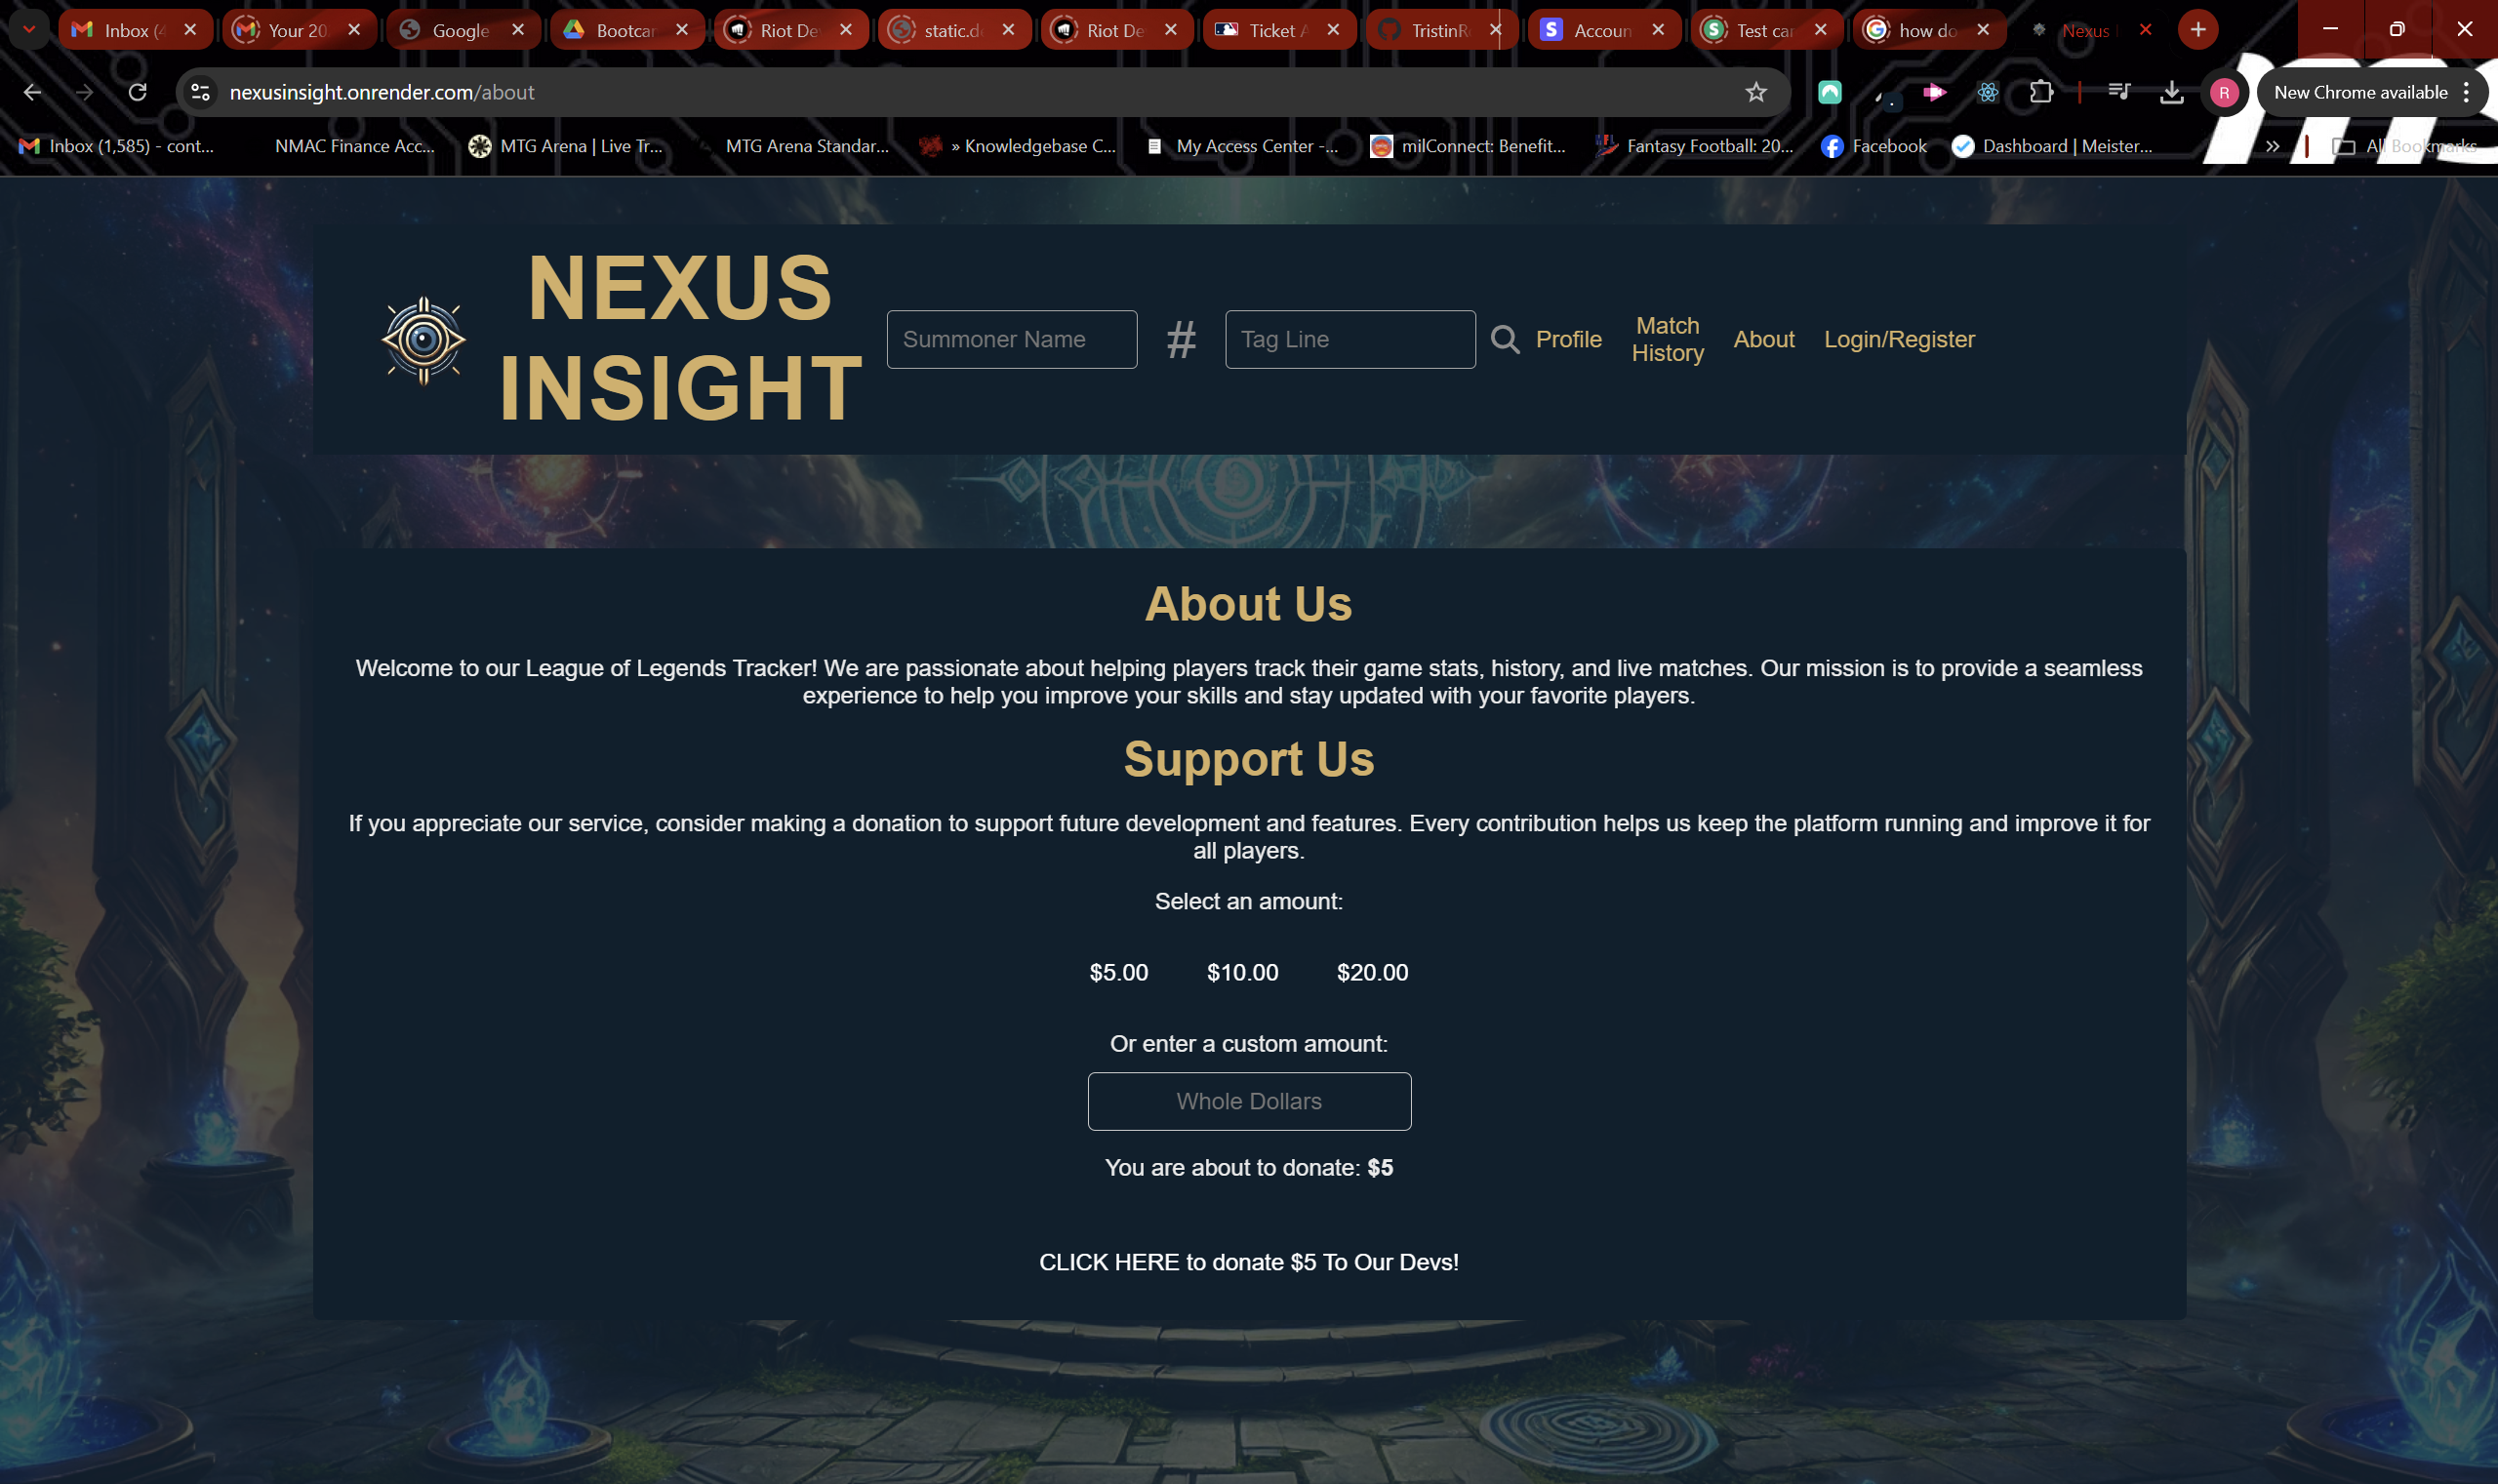 Inbox (4
Your 20
Google
Bootcar
Riot De
static.d
Riot De
Ticket A
TristinR
Accoun
Test car
how do
Nexus
nexusinsight.onrender.com/about
R
New Chrome available
Inbox (1,585) - cont...
NMAC Finance Acc...
MTG Arena | Live Tr...
MTG Arena Standar...
» Knowledgebase C...
My Access Center -...
milConnect: Benefit...
Fantasy Football: 20...
Facebook
Dashboard | Meister...
»
All Bookmarks
NEXUS
INSIGHT
Summoner Name
#
Tag Line
Profile
Match
History
About
Login/Register
About Us
Welcome to our League of Legends Tracker! We are passionate about helping players track their game stats, history, and live matches. Our mission is to provide a seamless
experience to help you improve your skills and stay updated with your favorite players.
Support Us
If you appreciate our service, consider making a donation to support future development and features. Every contribution helps us keep the platform running and improve it for
all players.
Select an amount:
$5.00 $10.00 $20.00
Or enter a custom amount:
Whole Dollars
You are about to donate: $5
CLICK HERE to donate $5 To Our Devs!